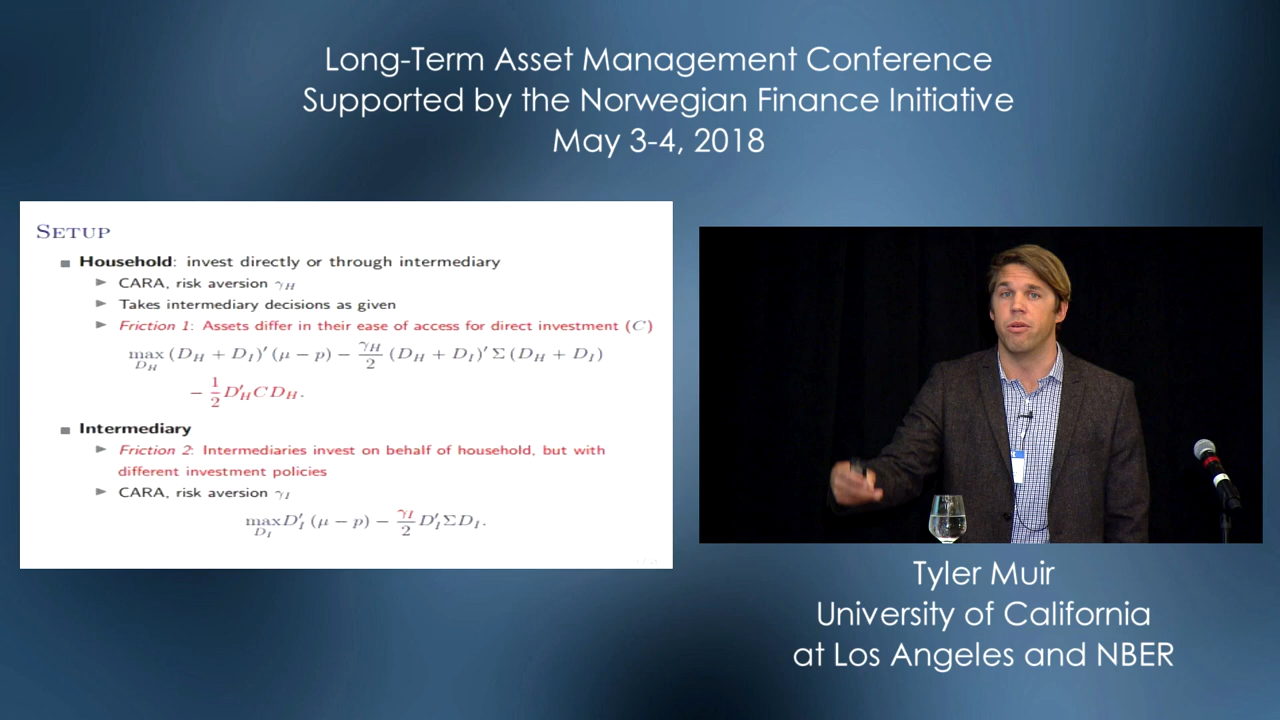 Long-Term Asset Management Conference
Supported by the Norwegian Finance Initiative
May 3-4, 2018
SETUP
Household: invest directly or through intermediary
CARA, risk aversion γ_H
Takes intermediary decisions as given
Friction 1: Assets differ in their ease of access for direct investment (C)
max_{D_H} (D_H + D_I)′ (μ − p) − γ_H/2 (D_H + D_I)′ Σ (D_H + D_I)
− 1/2 D′_H C D_H.
Intermediary
Friction 2: Intermediaries invest on behalf of household, but with
different investment policies
CARA, risk aversion γ_I
max_{D_I} D′_I (μ − p) − γ_I/2 D′_I Σ D_I.
Tyler Muir
University of California
at Los Angeles and NBER